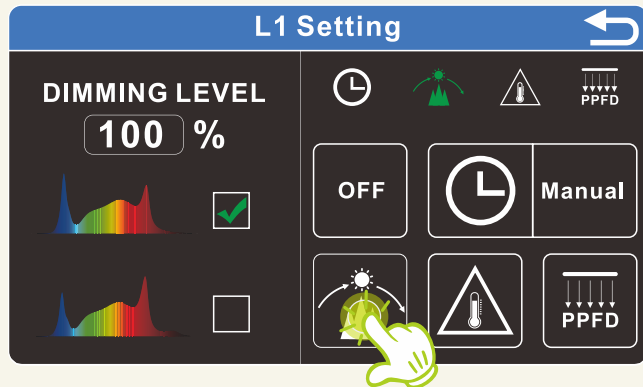 L1 Setting
DIMMING LEVEL
100 %
PPFD
OFF
Manual
PPFD